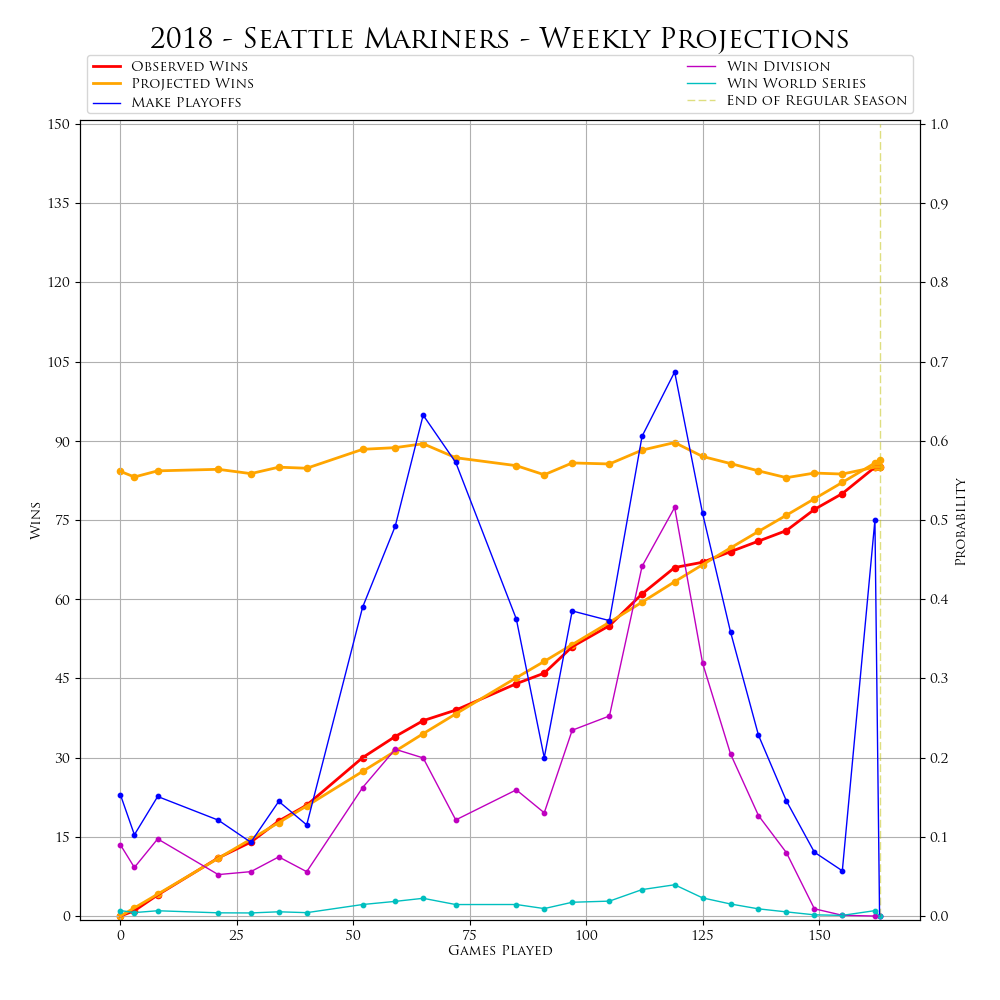 2018 - Seattle Mariners - Weekly Projections
Observed Wins
Projected Wins
Make Playoffs
Win Division
Win World Series
End of Regular Season
150
135
120
105
90
75
60
45
30
15
0
Wins
1.0
0.9
0.8
0.7
0.6
0.5
0.4
0.3
0.2
0.1
0.0
Probability
0 25 50 75 100 125 150
Games Played